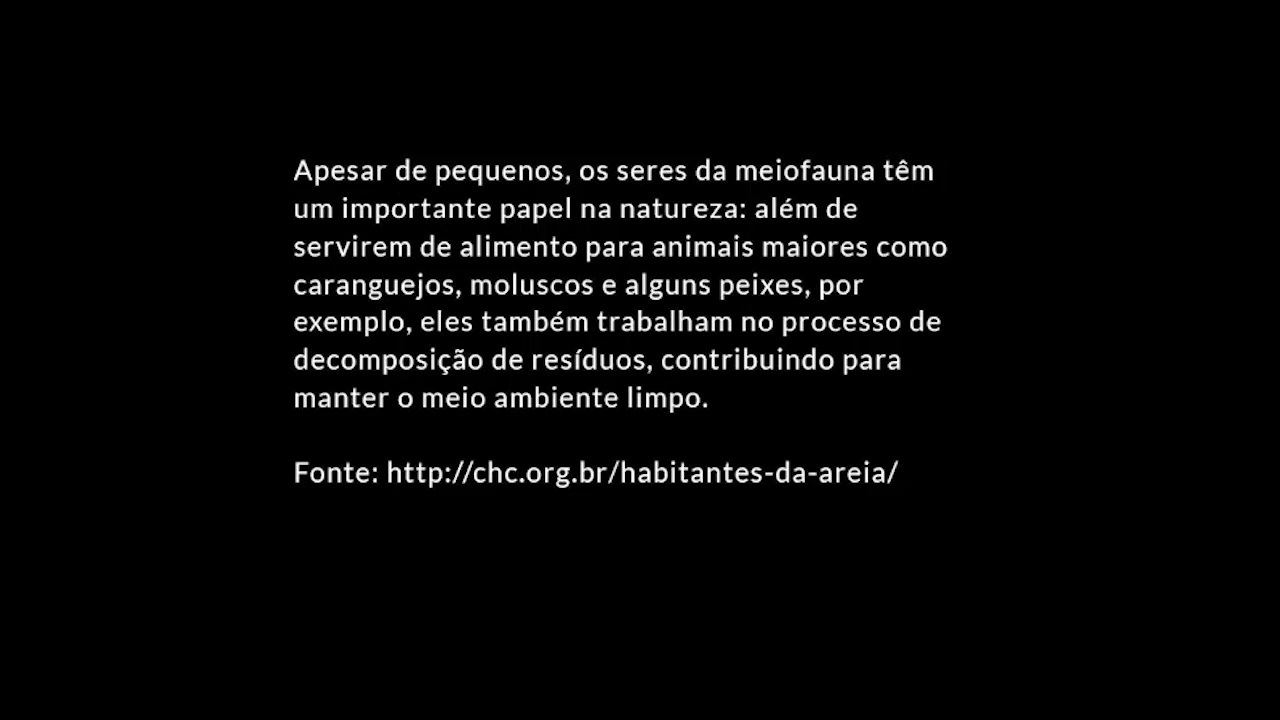 Apesar de pequenos, os seres da meiofauna têm
um importante papel na natureza: além de
servirem de alimento para animais maiores como
caranguejos, moluscos e alguns peixes, por
exemplo, eles também trabalham no processo de
decomposição de resíduos, contribuindo para
manter o meio ambiente limpo.
Fonte: http://chc.org.br/habitantes-da-areia/